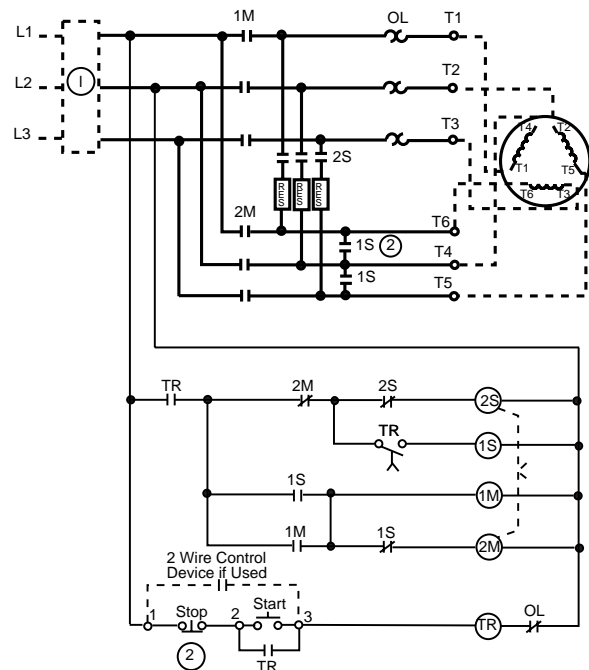 1M OL T1
L1
I
L2 T2
L3 T3
2S
T4 T2
T1 T5
T6 T3
RES RES RES
2M T6
1S 2
T4
1S
T5
TR 2M 2S 2S
TR 1S
1S 1M
1M 1S 2M
2 Wire Control
Device if Used
1 Stop 2 Start 3 TR OL
2 TR